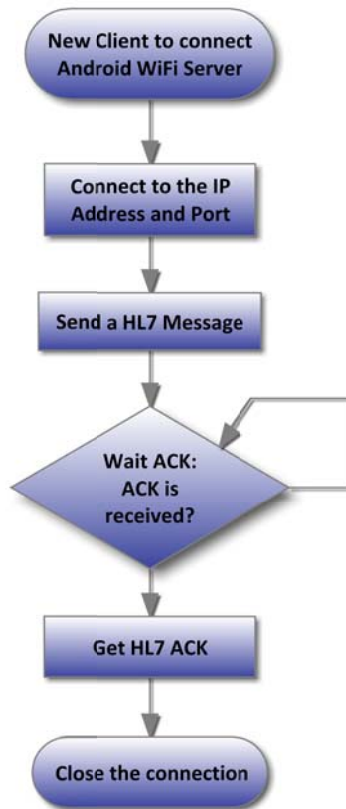 New Client to connect
Android WiFi Server
Connect to the IP
Address and Port
Send a HL7 Message
Wait ACK:
ACK is
received?
Get HL7 ACK
Close the connection